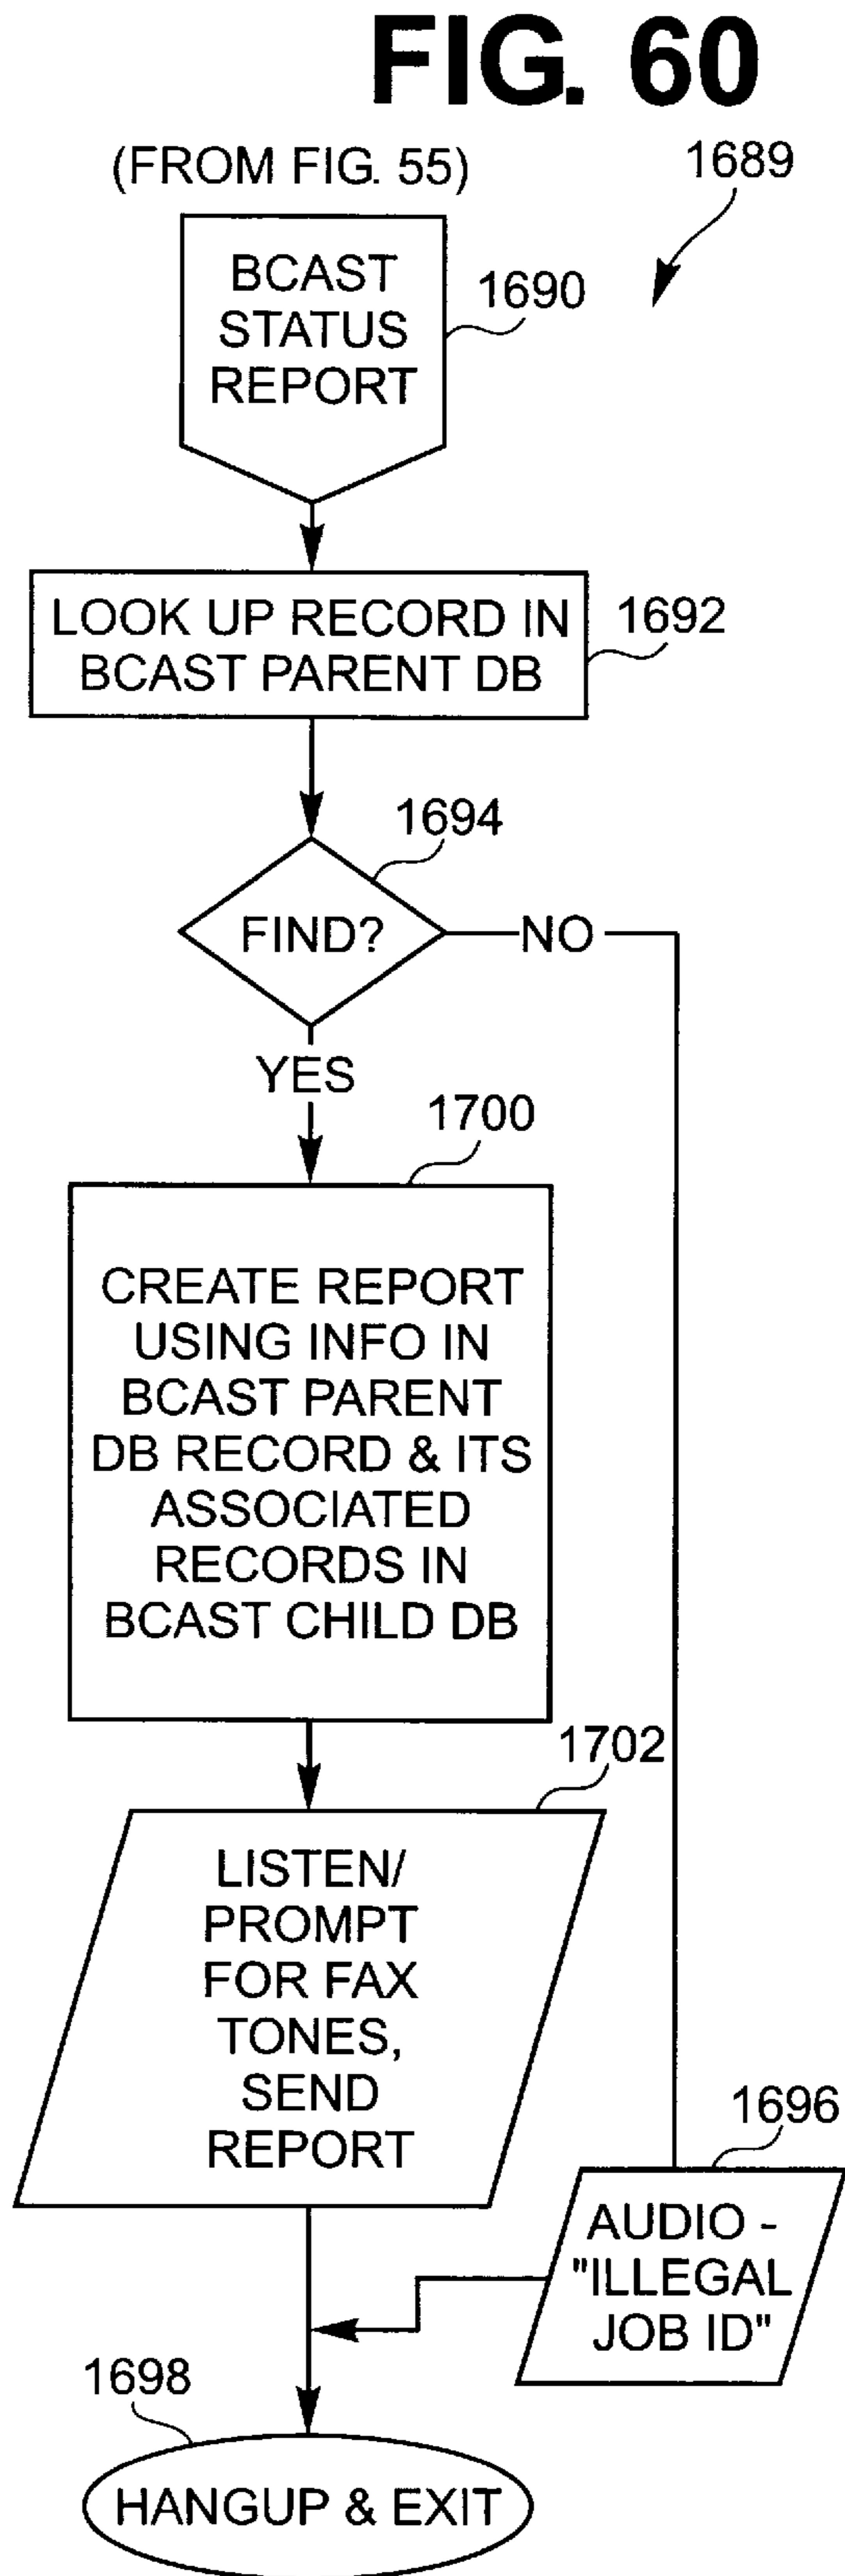 FIG. 60
(FROM FIG. 55)
1689
BCAST
STATUS
REPORT
1690
LOOK UP RECORD IN
BCAST PARENT DB
1692
1694
FIND?
NO
YES
1700
CREATE REPORT
USING INFO IN
BCAST PARENT
DB RECORD & ITS
ASSOCIATED
RECORDS IN
BCAST CHILD DB
1702
LISTEN/
PROMPT
FOR FAX
TONES,
SEND
REPORT
1696
AUDIO -
"ILLEGAL
JOB ID"
1698
HANGUP & EXIT